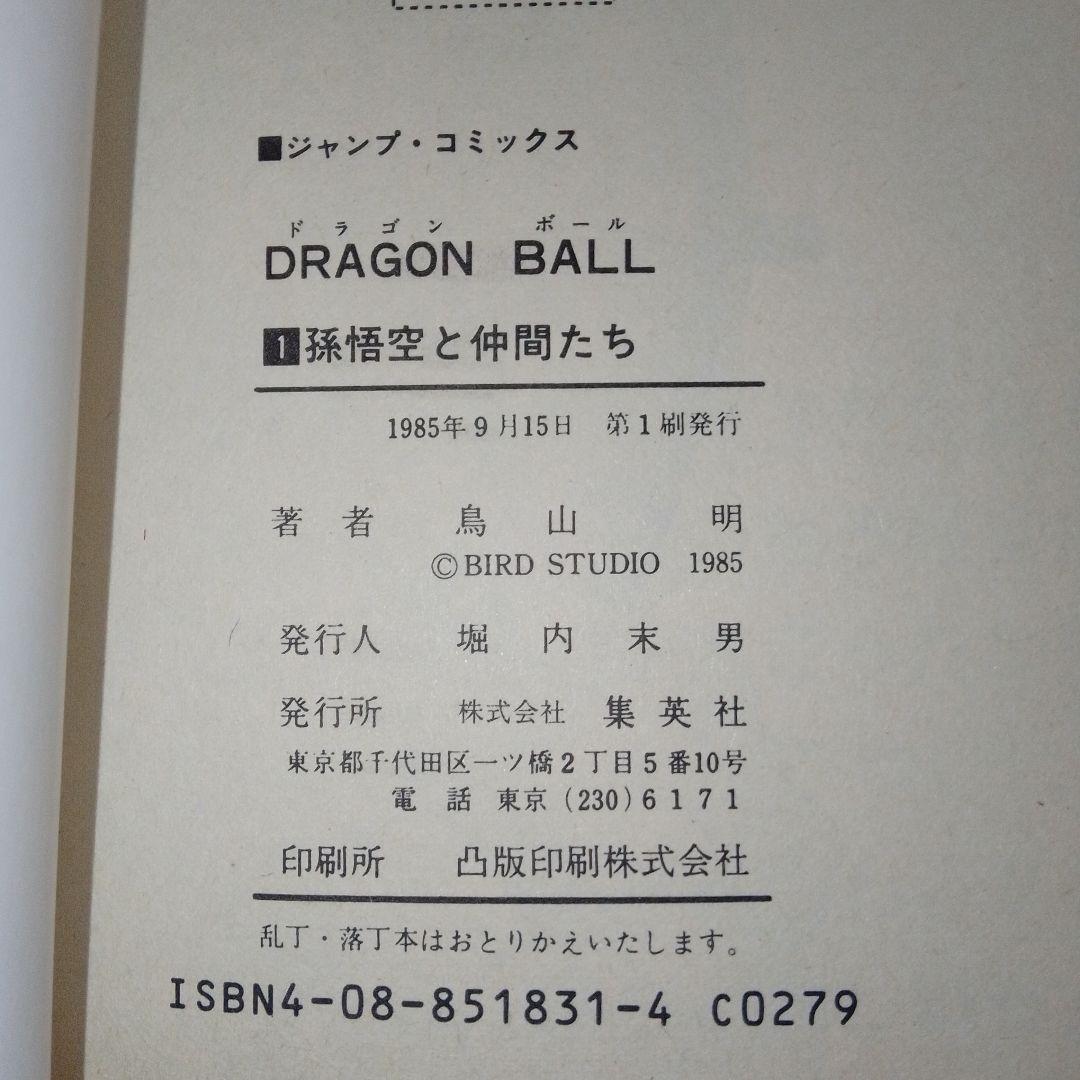 ■ジャンプ・コミックス
ドラゴン ボール
DRAGON BALL
1 孫悟空と仲間たち
1985年9月15日 第1刷発行
著者 鳥山 明
©BIRD STUDIO 1985
発行人 堀内末男
発行所 株式会社 集英社
東京都千代田区一ツ橋2丁目5番10号
電話 東京(230)6171
印刷所 凸版印刷株式会社
乱丁・落丁本はおとりかえいたします。
ISBN4-08-851831-4 C0279